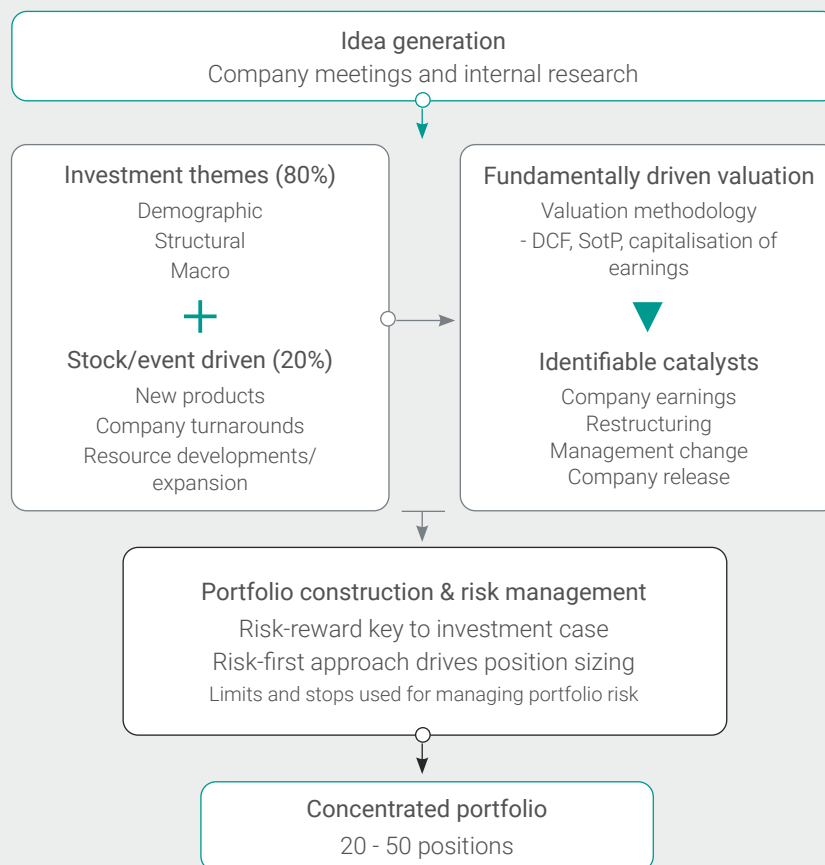 Idea generation
Company meetings and internal research
Investment themes (80%)
Demographic
Structural
Macro
+
Stock/event driven (20%)
New products
Company turnarounds
Resource developments/
expansion
Fundamentally driven valuation
Valuation methodology
- DCF, SotP, capitalisation of
earnings
Identifiable catalysts
Company earnings
Restructuring
Management change
Company release
Portfolio construction & risk management
Risk-reward key to investment case
Risk-first approach drives position sizing
Limits and stops used for managing portfolio risk
Concentrated portfolio
20 - 50 positions